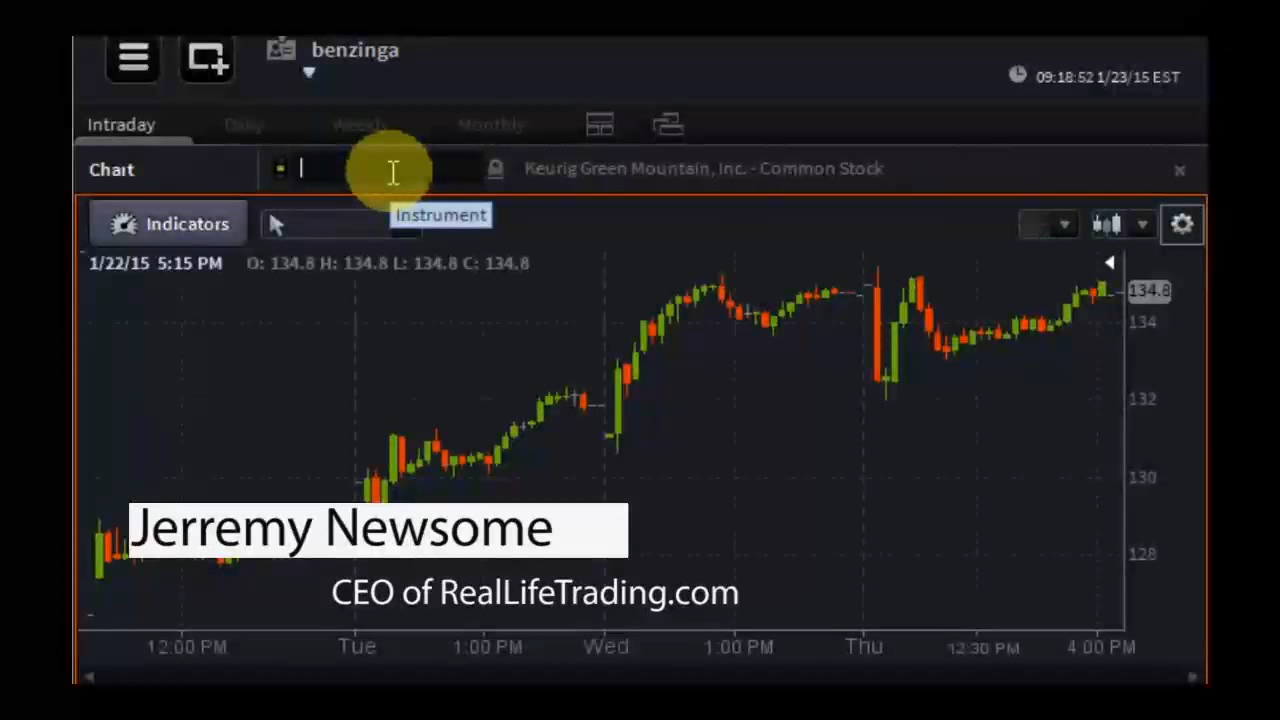 benzinga
09:18:52 1/23/15 EST
Intraday Daily Weekly Monthly
Chart
Keurig Green Mountain, Inc. - Common Stock
Instrument
Indicators
1/22/15 5:15 PM O: 134.8 H: 134.8 L: 134.8 C: 134.8
134.8
134
132
130
Jerremy Newsome
128
CEO of RealLifeTrading.com
12:00 PM Tue 1:00 PM Wed 1:00 PM Thu 12:30 PM 4:00 PM